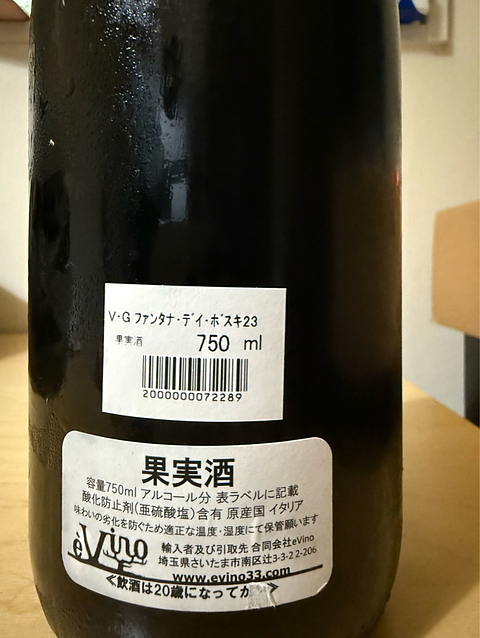 V・G ファンタナ・デイ・ボスキ23
果実酒 750 ml
2000000072289
果実酒
容量750ml アルコール分 表ラベルに記載
酸化防止剤(亜硫酸塩)含有 原産国 イタリア
味わいの劣化を防ぐため適正な温度・湿度にて保管願います
èVino
輸入者及び引取先 合同会社eVino
埼玉県さいたま市南区辻3-3-2 2-206
www.evino33.com
≪飲酒は20歳になってか